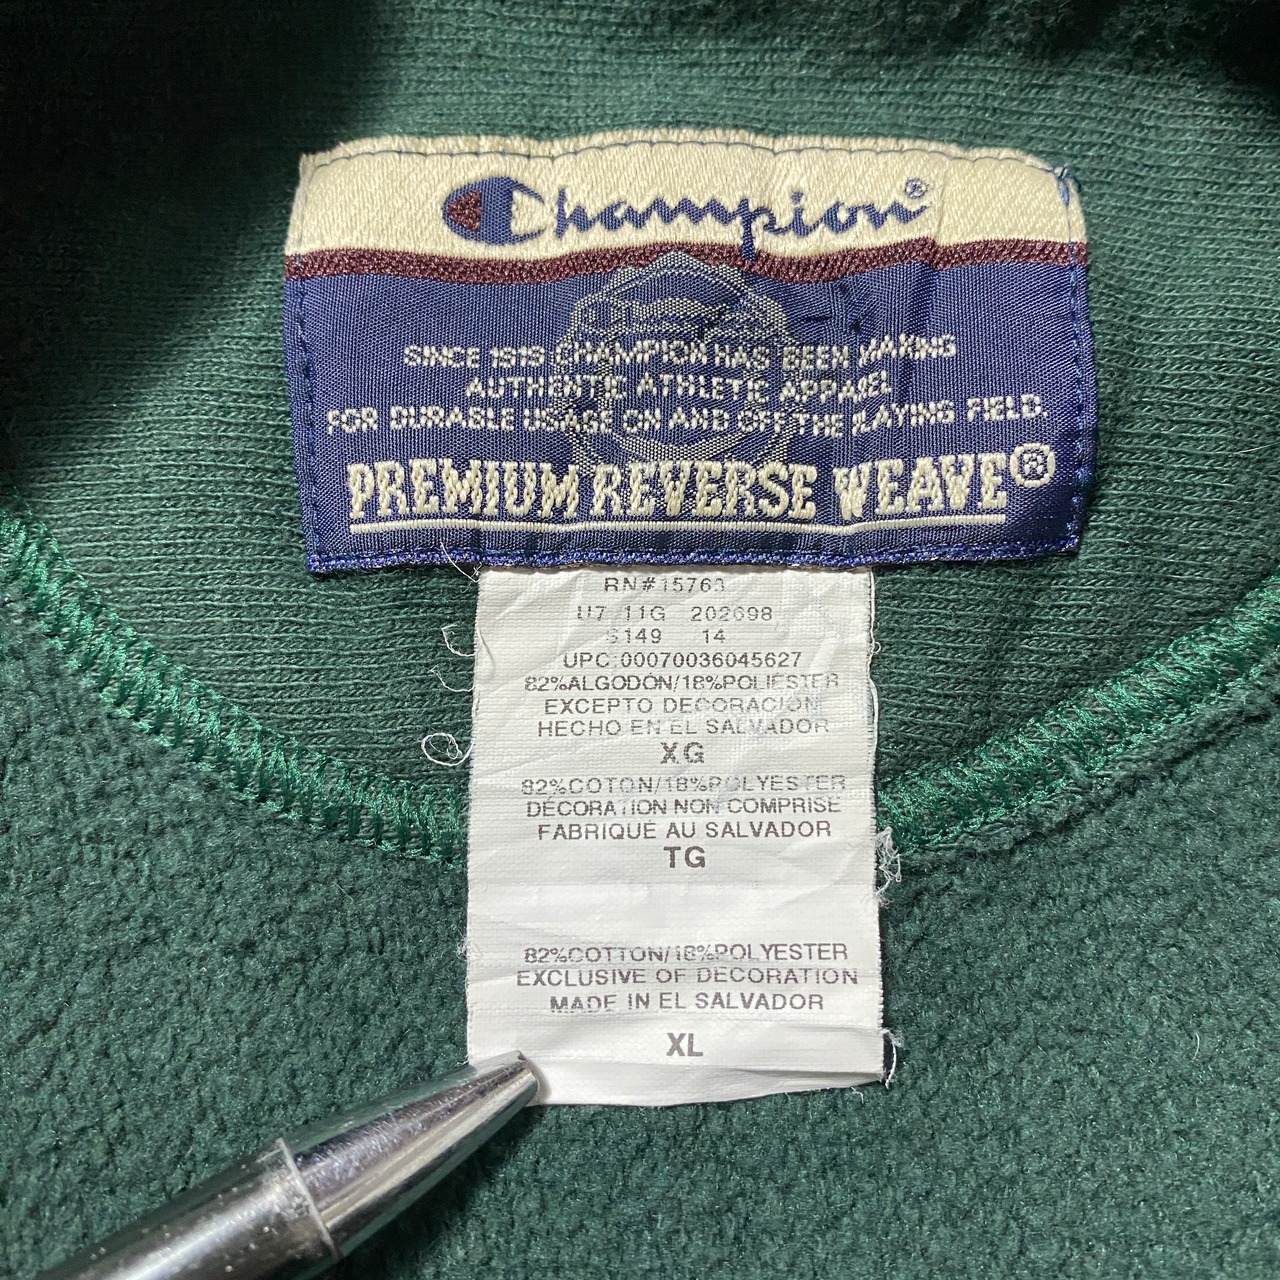 Champion®
SINCE 1919 CHAMPION HAS BEEN MAKING
AUTHENTIC ATHLETIC APPAREL
FOR DURABLE USAGE ON AND OFF THE PLAYING FIELD.
PREMIUM REVERSE WEAVE®
RN#15763
U7 11G 202698
S149 14
UPC:00070036045627
82%ALGODON/18%POLIESTER
EXCEPTO DECORACION
HECHO EN EL SALVADOR
XG
82%COTON/18%POLYESTER
DÉCORATION NON COMPRISE
FABRIQUÉ AU SALVADOR
TG
82%COTTON/18%POLYESTER
EXCLUSIVE OF DECORATION
MADE IN EL SALVADOR
XL